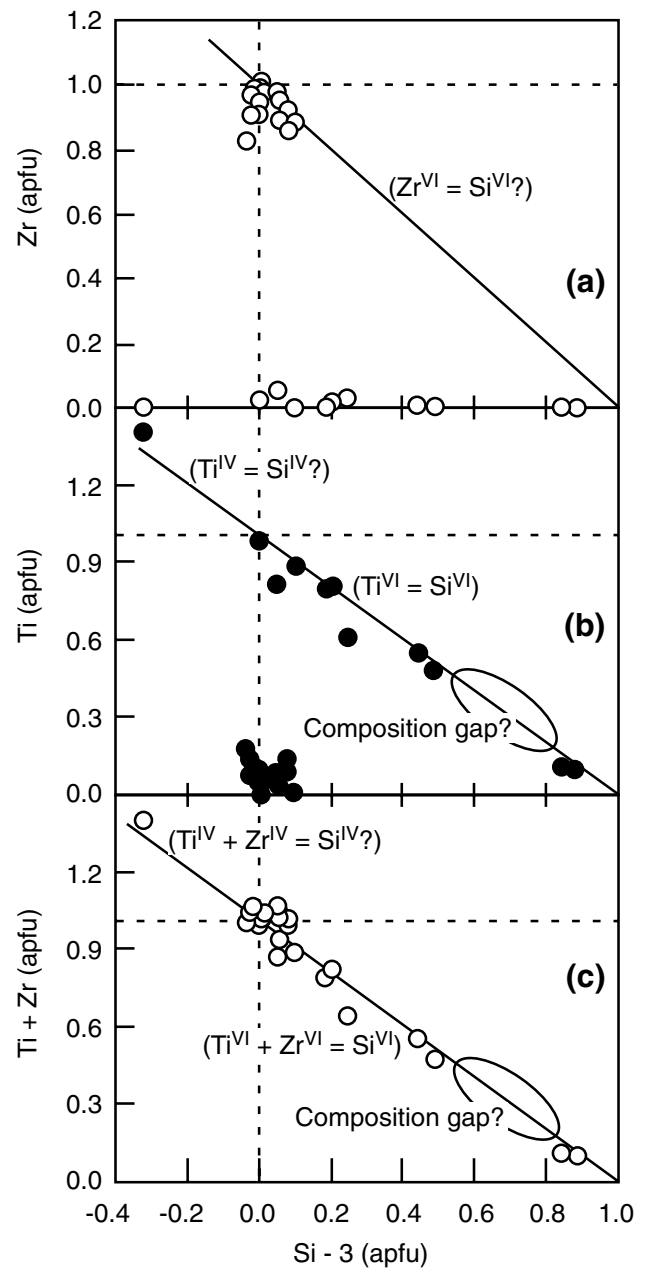 1.2
1.0
0.8
0.6
0.4
0.2
0.0
Zr (apfu)
(Zr^VI = Si^VI?)
(a)
1.2
0.9
0.6
0.3
0.0
Ti (apfu)
(Ti^IV = Si^IV?)
(Ti^VI = Si^VI)
(b)
Composition gap?
1.2
0.9
0.6
0.3
0.0
Ti + Zr (apfu)
(Ti^IV + Zr^IV = Si^IV?)
(c)
(Ti^VI + Zr^VI = Si^VI)
Composition gap?
-0.4 -0.2 0.0 0.2 0.4 0.6 0.8 1.0
Si - 3 (apfu)